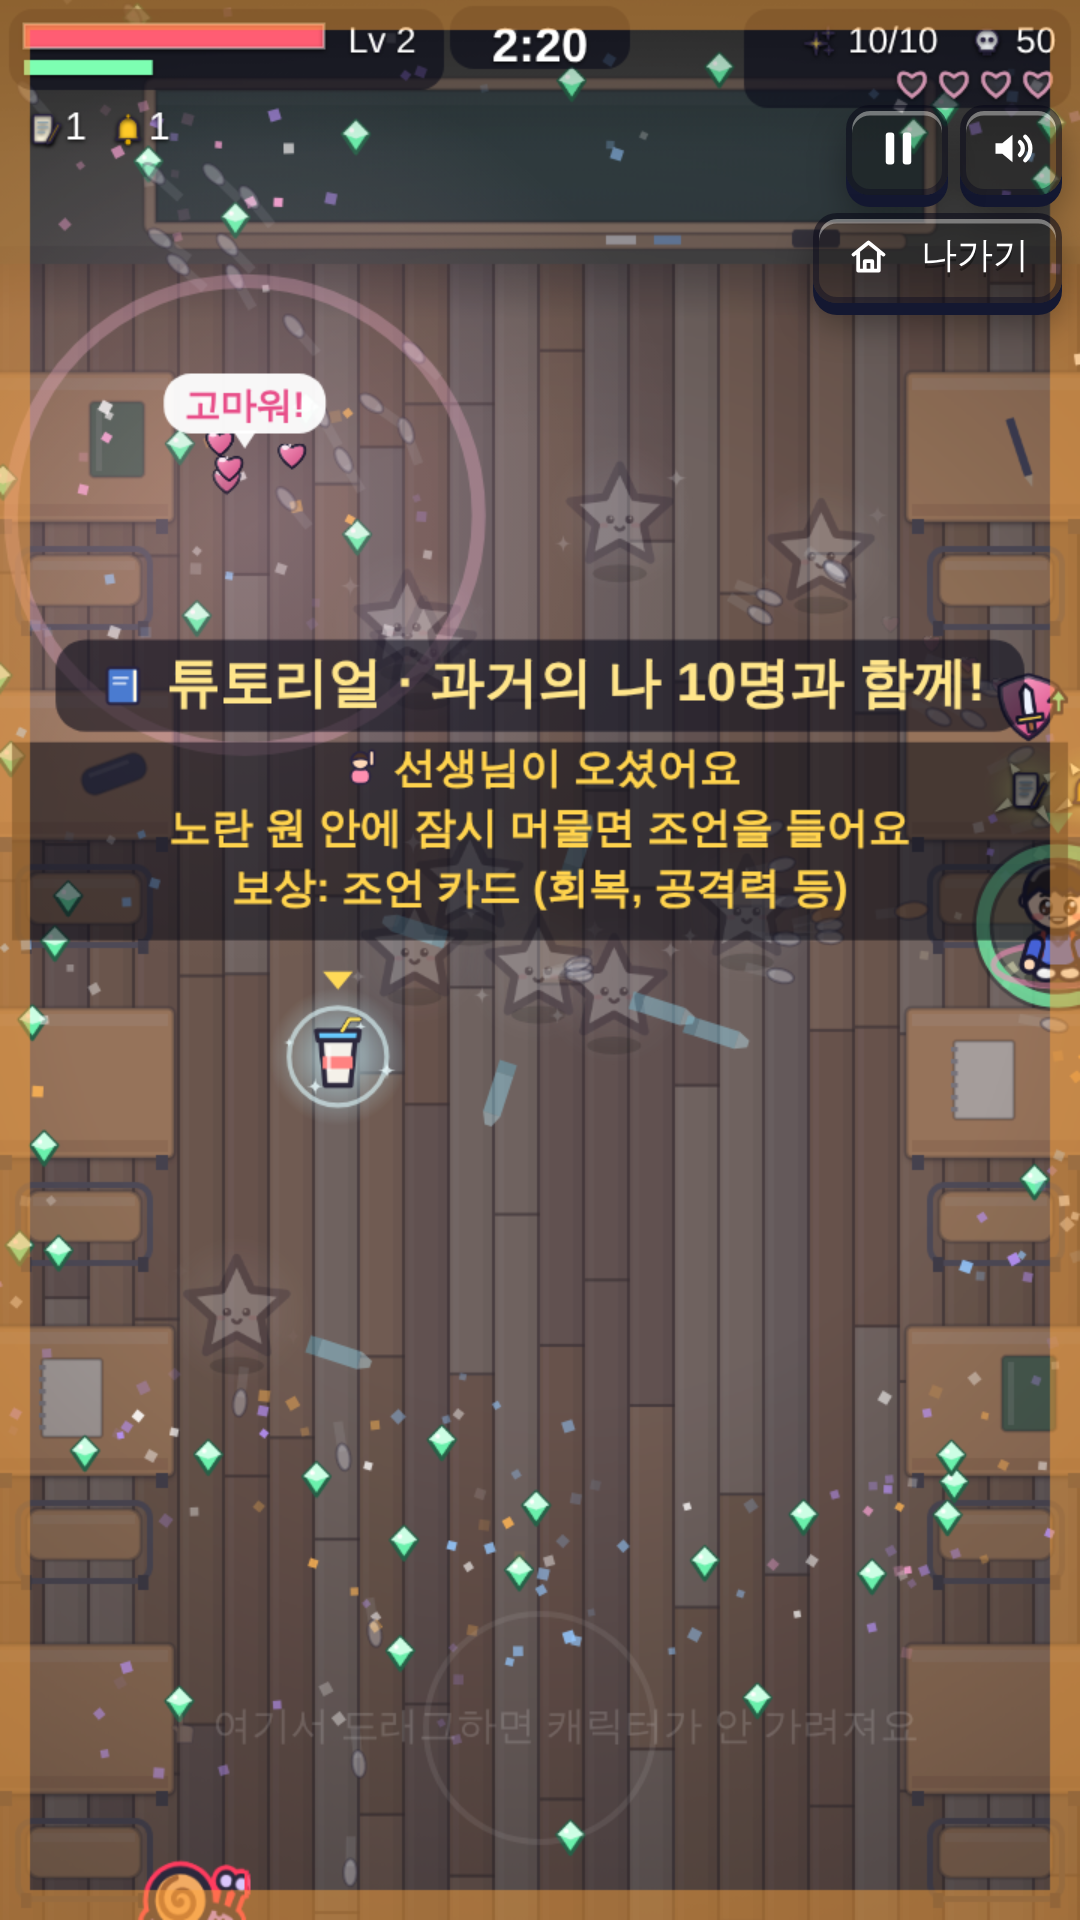 Lv 2
2:20
10/10
50
1
1
나가기
고마워!
튜토리얼 · 과거의 나 10명과 함께!
선생님이 오셨어요
노란 원 안에 잠시 머물면 조언을 들어요
보상: 조언 카드 (회복, 공격력 등)
여기서 드래그하면 캐릭터가 안 가려져요